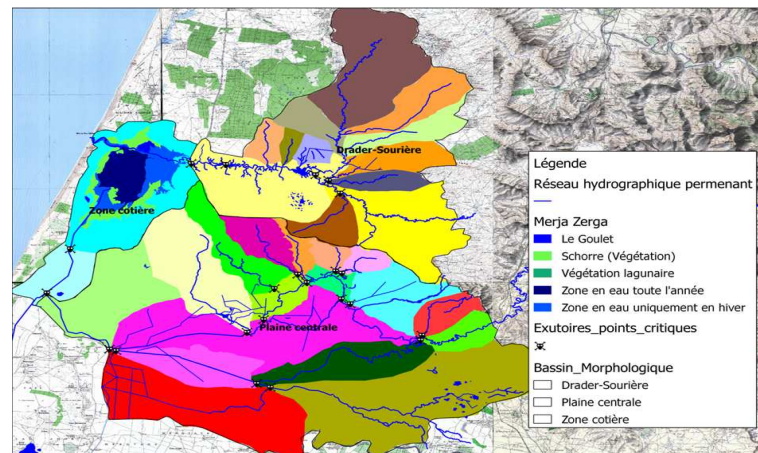 Drader-Sourière
Zone cotière
Plaine centrale
Légende
Réseau hydrographique permenant
Merja Zerga
Le Goulet
Schorre (Végétation)
Végétation lagunaire
Zone en eau toute l'année
Zone en eau uniquement en hiver
Exutoires_points_critiques
Bassin_Morphologique
Drader-Sourière
Plaine centrale
Zone cotière